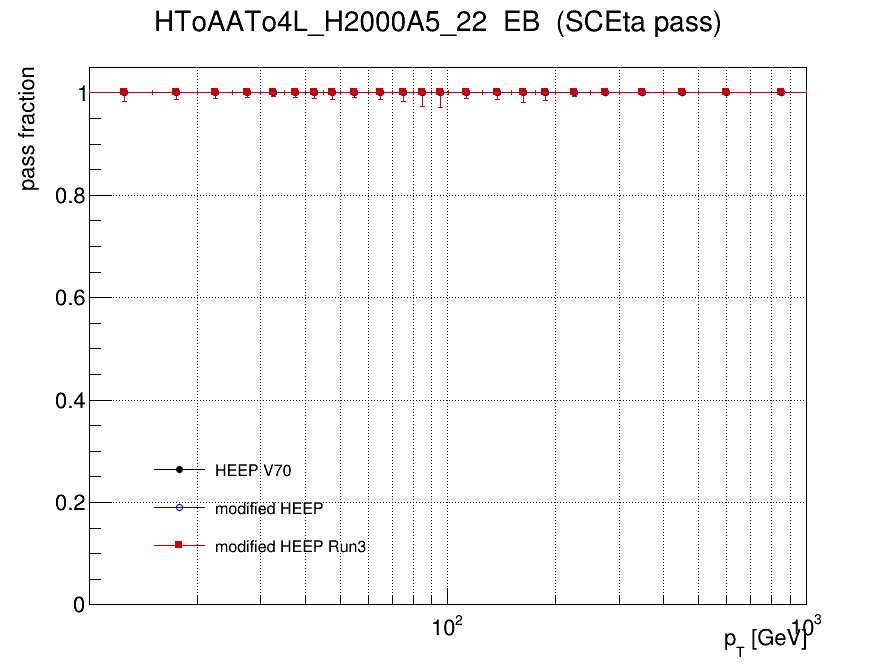 HToAATo4L_H2000A5_22 EB (SCEta pass)
pass fraction
1
0.8
0.6
0.4
0.2
0
HEEP V70
modified HEEP
modified HEEP Run3
10²
10³
p_T [GeV]